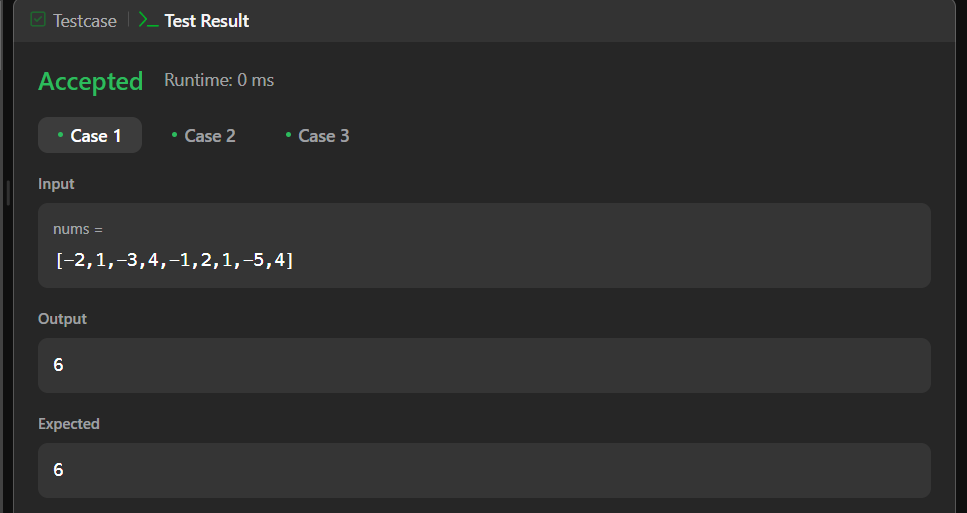 Testcase
Test Result
Accepted Runtime: 0 ms
Case 1 Case 2 Case 3
Input
nums =
[-2,1,-3,4,-1,2,1,-5,4]
Output
6
Expected
6